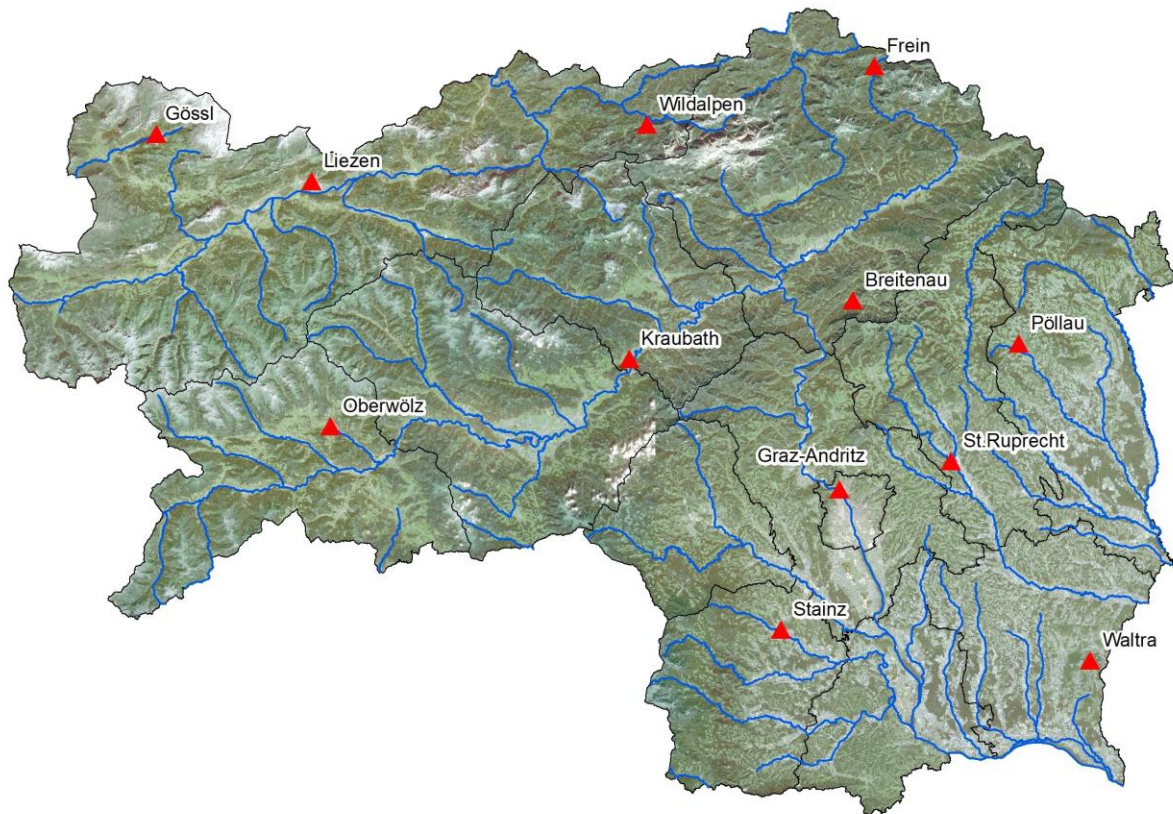 Frein
Wildalpen
Gössl
Liezen
Breitenau
Pöllau
Kraubath
Oberwölz
St.Ruprecht
Graz-Andritz
Stainz
Waltra